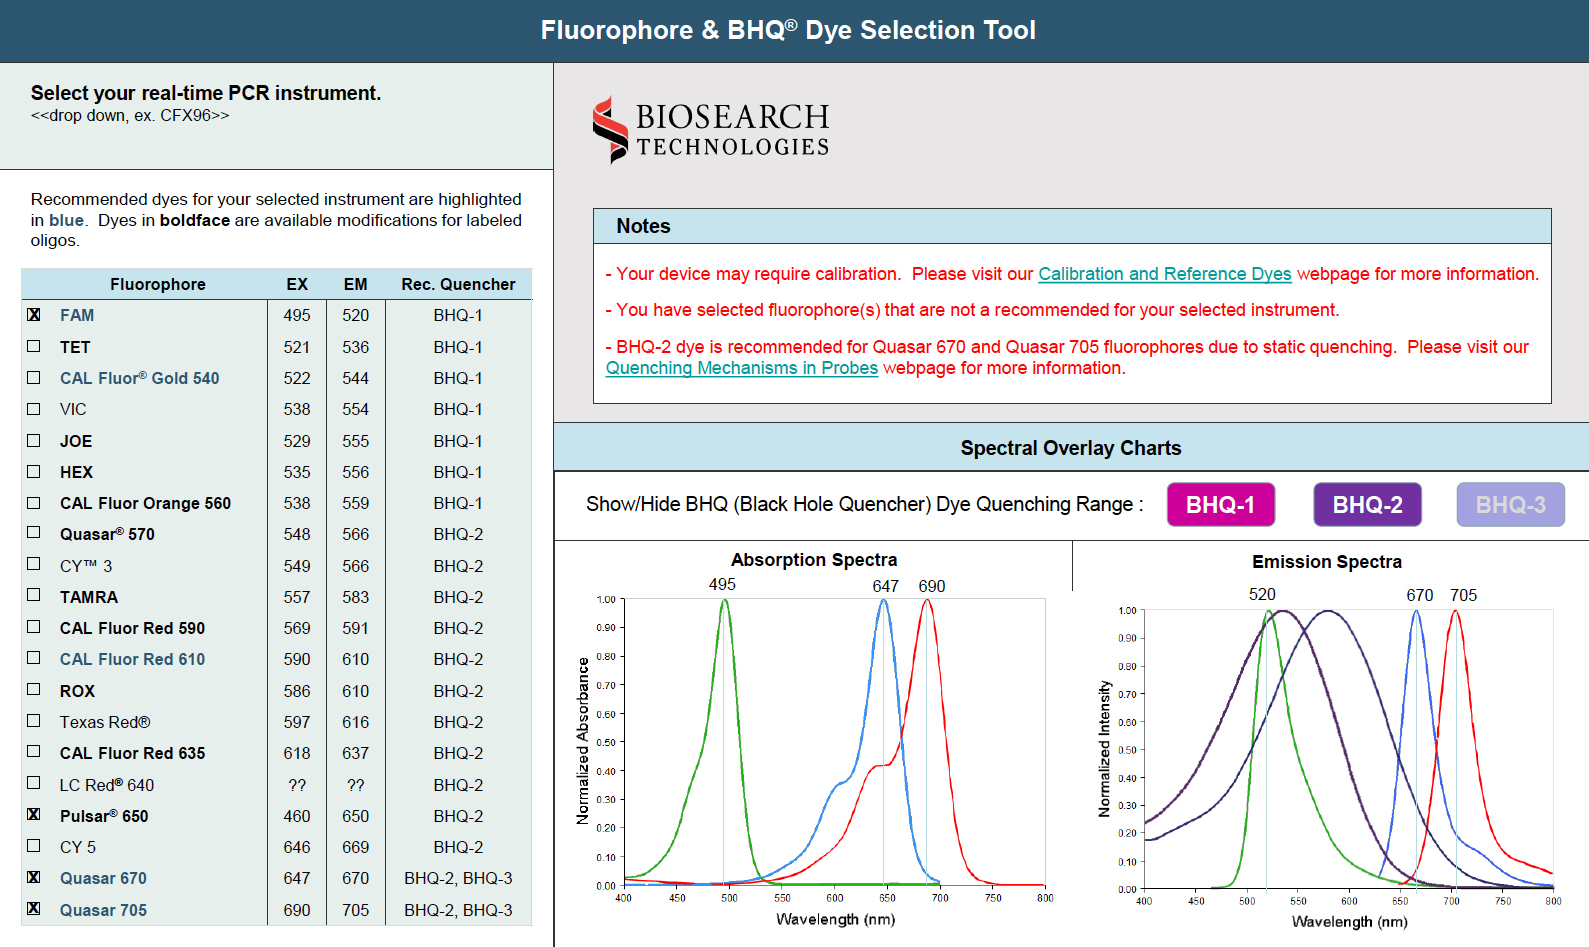 Fluorophore & BHQ® Dye Selection Tool
Select your real-time PCR instrument.
<<drop down, ex. CFX96>>
Recommended dyes for your selected instrument are highlighted
in blue. Dyes in boldface are available modifications for labeled
oligos.
Fluorophore EX EM Rec. Quencher
X FAM 495 520 BHQ-1
TET 521 536 BHQ-1
CAL Fluor® Gold 540 522 544 BHQ-1
VIC 538 554 BHQ-1
JOE 529 555 BHQ-1
HEX 535 556 BHQ-1
CAL Fluor Orange 560 538 559 BHQ-1
Quasar® 570 548 566 BHQ-2
CY™ 3 549 566 BHQ-2
TAMRA 557 583 BHQ-2
CAL Fluor Red 590 569 591 BHQ-2
CAL Fluor Red 610 590 610 BHQ-2
ROX 586 610 BHQ-2
Texas Red® 597 616 BHQ-2
CAL Fluor Red 635 618 637 BHQ-2
LC Red® 640 ?? ?? BHQ-2
X Pulsar® 650 460 650 BHQ-2
CY 5 646 669 BHQ-2
X Quasar 670 647 670 BHQ-2, BHQ-3
X Quasar 705 690 705 BHQ-2, BHQ-3
BIOSEARCH
TECHNOLOGIES
Notes
- Your device may require calibration. Please visit our Calibration and Reference Dyes webpage for more information.
- You have selected fluorophore(s) that are not a recommended for your selected instrument.
- BHQ-2 dye is recommended for Quasar 670 and Quasar 705 fluorophores due to static quenching. Please visit our
Quenching Mechanisms in Probes webpage for more information.
Spectral Overlay Charts
Show/Hide BHQ (Black Hole Quencher) Dye Quenching Range : BHQ-1 BHQ-2 BHQ-3
Absorption Spectra
495 647 690
1.00
0.90
0.80
0.70
0.60
0.50
0.40
0.30
0.20
0.10
0.00
Normalized Absorbance
400 450 500 550 600 650 700 750 800
Wavelength (nm)
Emission Spectra
520 670 705
1.00
0.90
0.80
0.70
0.60
0.50
0.40
0.30
0.20
0.10
0.00
Normalized Intensity
400 450 500 550 600 650 700 750 800
Wavelength (nm)